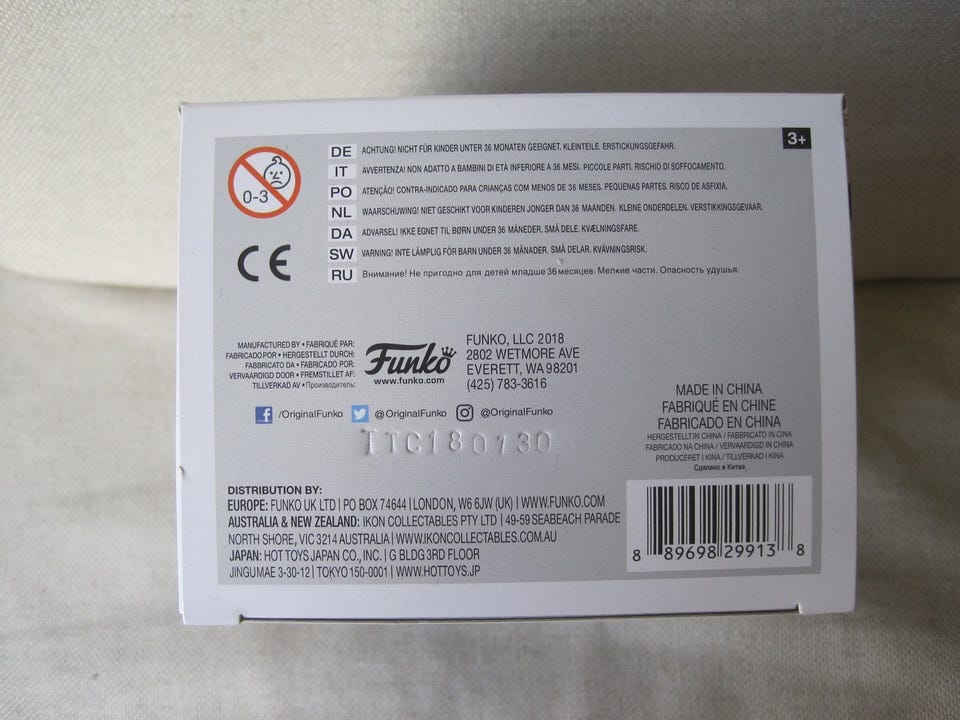 3+
0-3
DE ACHTUNG! NICHT FÜR KINDER UNTER 36 MONATEN GEEIGNET. KLEINTEILE. ERSTICKUNGSGEFAHR.
IT AVVERTENZA! NON ADATTO A BAMBINI DI ETÀ INFERIORE A 36 MESI. PICCOLE PARTI. RISCHIO DI SOFFOCAMENTO.
PO ATENÇÃO! CONTRA-INDICADO PARA CRIANÇAS COM MENOS DE 36 MESES. PEQUENAS PARTES. RISCO DE ASFIXIA.
NL WAARSCHUWING! NIET GESCHIKT VOOR KINDEREN JONGER DAN 36 MAANDEN. KLEINE ONDERDELEN. VERSTIKKINGSGEVAAR.
DA ADVARSEL! IKKE EGNET TIL BØRN UNDER 36 MÅNEDER. SMÅ DELE. KVÆLNINGSFARE.
SW VARNING! INTE LÄMPLIG FÖR BARN UNDER 36 MÅNADER. SMÅ DELAR. KVÄVNINGSRISK.
RU Внимание! Не пригодно для детей младше 36 месяцев. Мелкие части. Опасность удушья.
CE
MANUFACTURED BY • FABRIQUÉ PAR:
FABRICADO POR • HERGESTELLT DURCH:
FABBRICATO DA • FABRICADO POR:
VERVAARDIGD DOOR • FREMSTILLET AF:
TILLVERKAD AV • Производитель:
Funko
www.funko.com
FUNKO, LLC 2018
2802 WETMORE AVE
EVERETT, WA 98201
(425) 783-3616
f /OriginalFunko @OriginalFunko @OriginalFunko
TTC180130
MADE IN CHINA
FABRIQUÉ EN CHINE
FABRICADO EN CHINA
HERGESTELLT IN CHINA / FABBRICATO IN CINA
FABRICADO NA CHINA / VERVAARDIGD IN CHINA
PRODUCERET I KINA / TILLVERKAD I KINA
Сделано в Китае
DISTRIBUTION BY:
EUROPE: FUNKO UK LTD | PO BOX 74644 | LONDON, W6 6JW (UK) | WWW.FUNKO.COM
AUSTRALIA & NEW ZEALAND: IKON COLLECTABLES PTY LTD | 49-59 SEABEACH PARADE
NORTH SHORE, VIC 3214 AUSTRALIA | WWW.IKONCOLLECTABLES.COM.AU
JAPAN: HOT TOYS JAPAN CO., INC. | G BLDG 3RD FLOOR
JINGUMAE 3-30-12 | TOKYO 150-0001 | WWW.HOTTOYS.JP
8 89698 29913 8